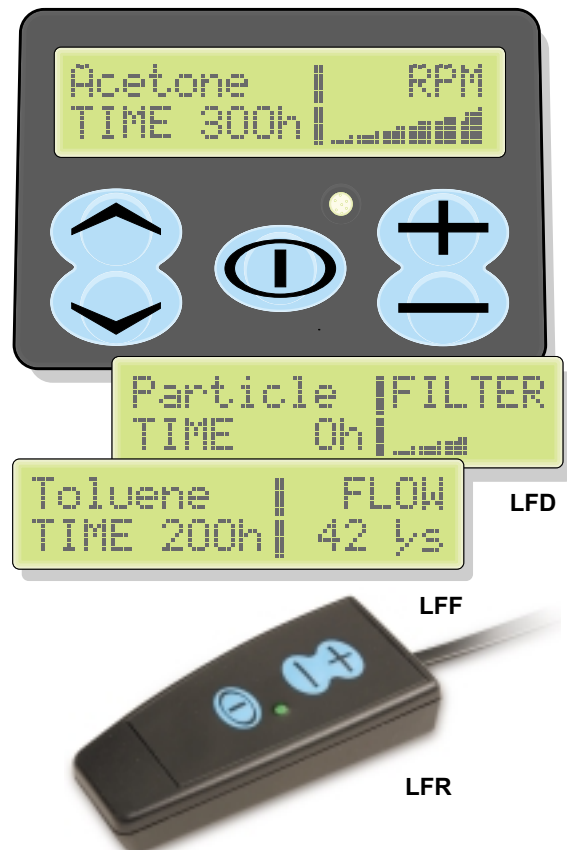 Acetone RPM
TIME 300h
Particle FILTER
TIME 0h
Toluene FLOW
TIME 200h 42 l/s
LFD
LFF
LFR